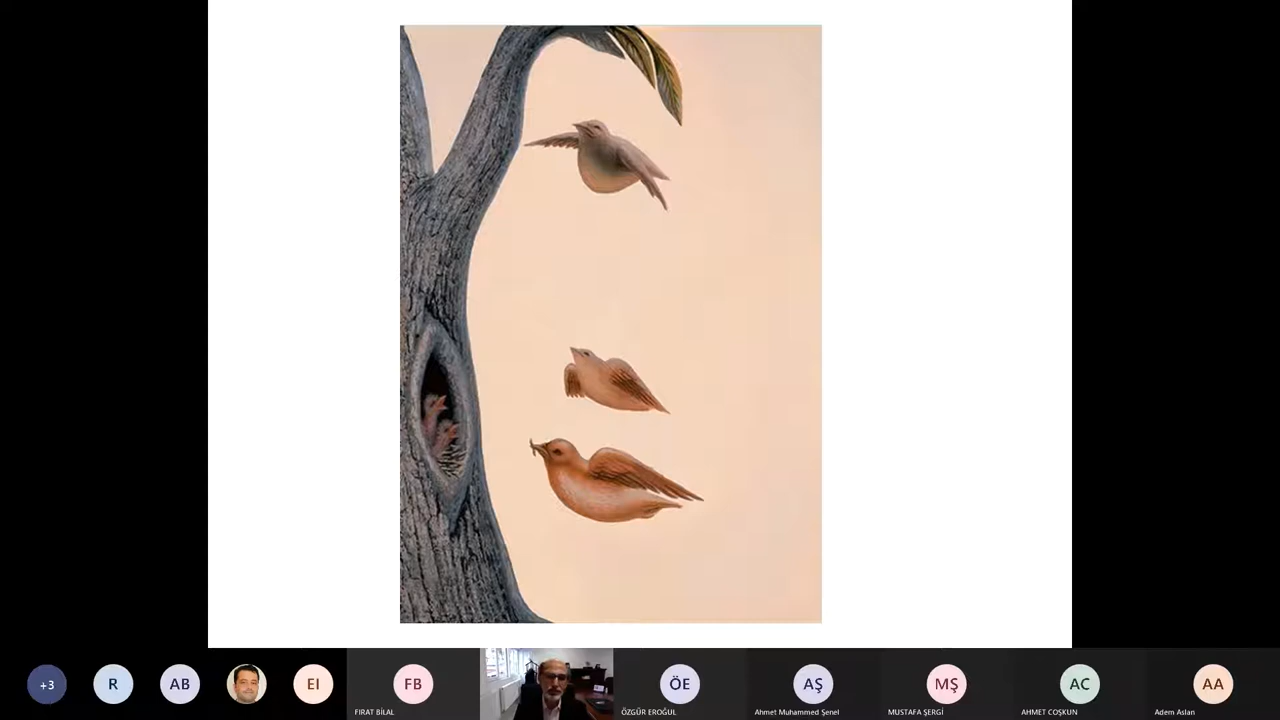 +3
R
AB
EI
FB
FIRAT BİLAL
ÖE
ÖZGÜR EROĞUL
AŞ
Ahmet Muhammed Şenel
MŞ
MUSTAFA ŞERGİ
AC
AHMET COŞKUN
AA
Adem Aslan